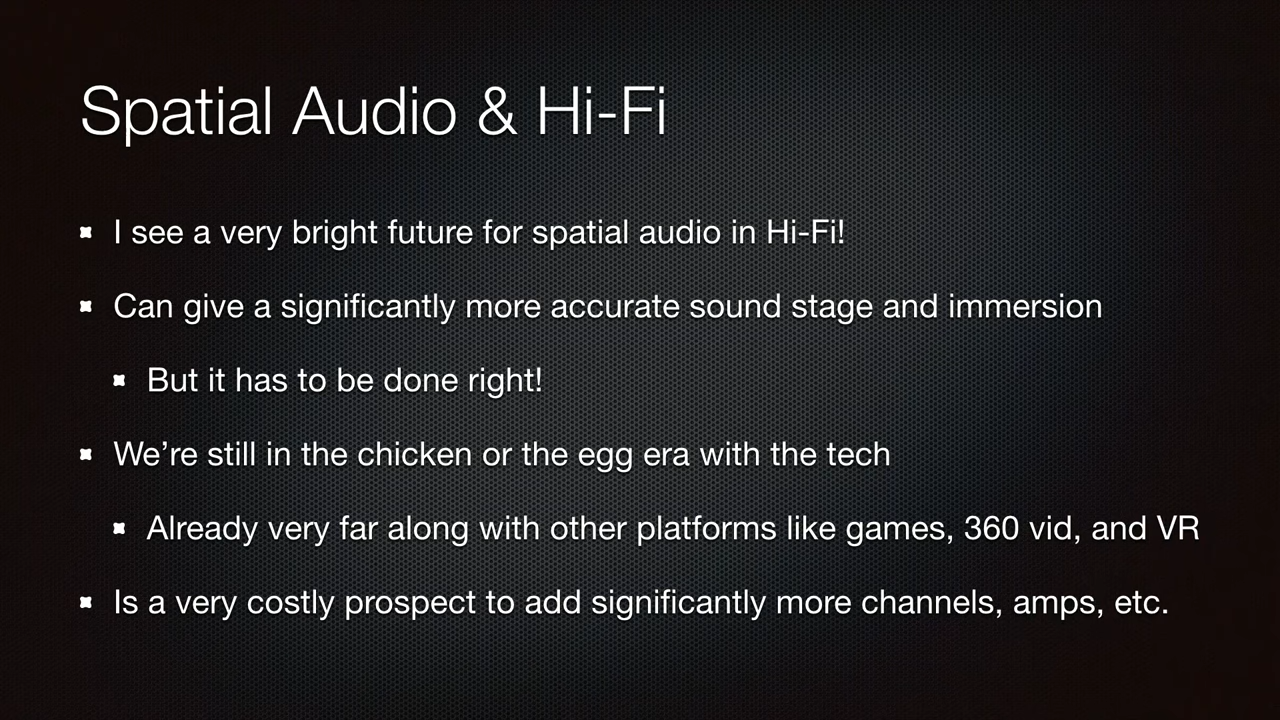 Spatial Audio & Hi-Fi
I see a very bright future for spatial audio in Hi-Fi!
Can give a significantly more accurate sound stage and immersion
But it has to be done right!
We’re still in the chicken or the egg era with the tech
Already very far along with other platforms like games, 360 vid, and VR
Is a very costly prospect to add significantly more channels, amps, etc.